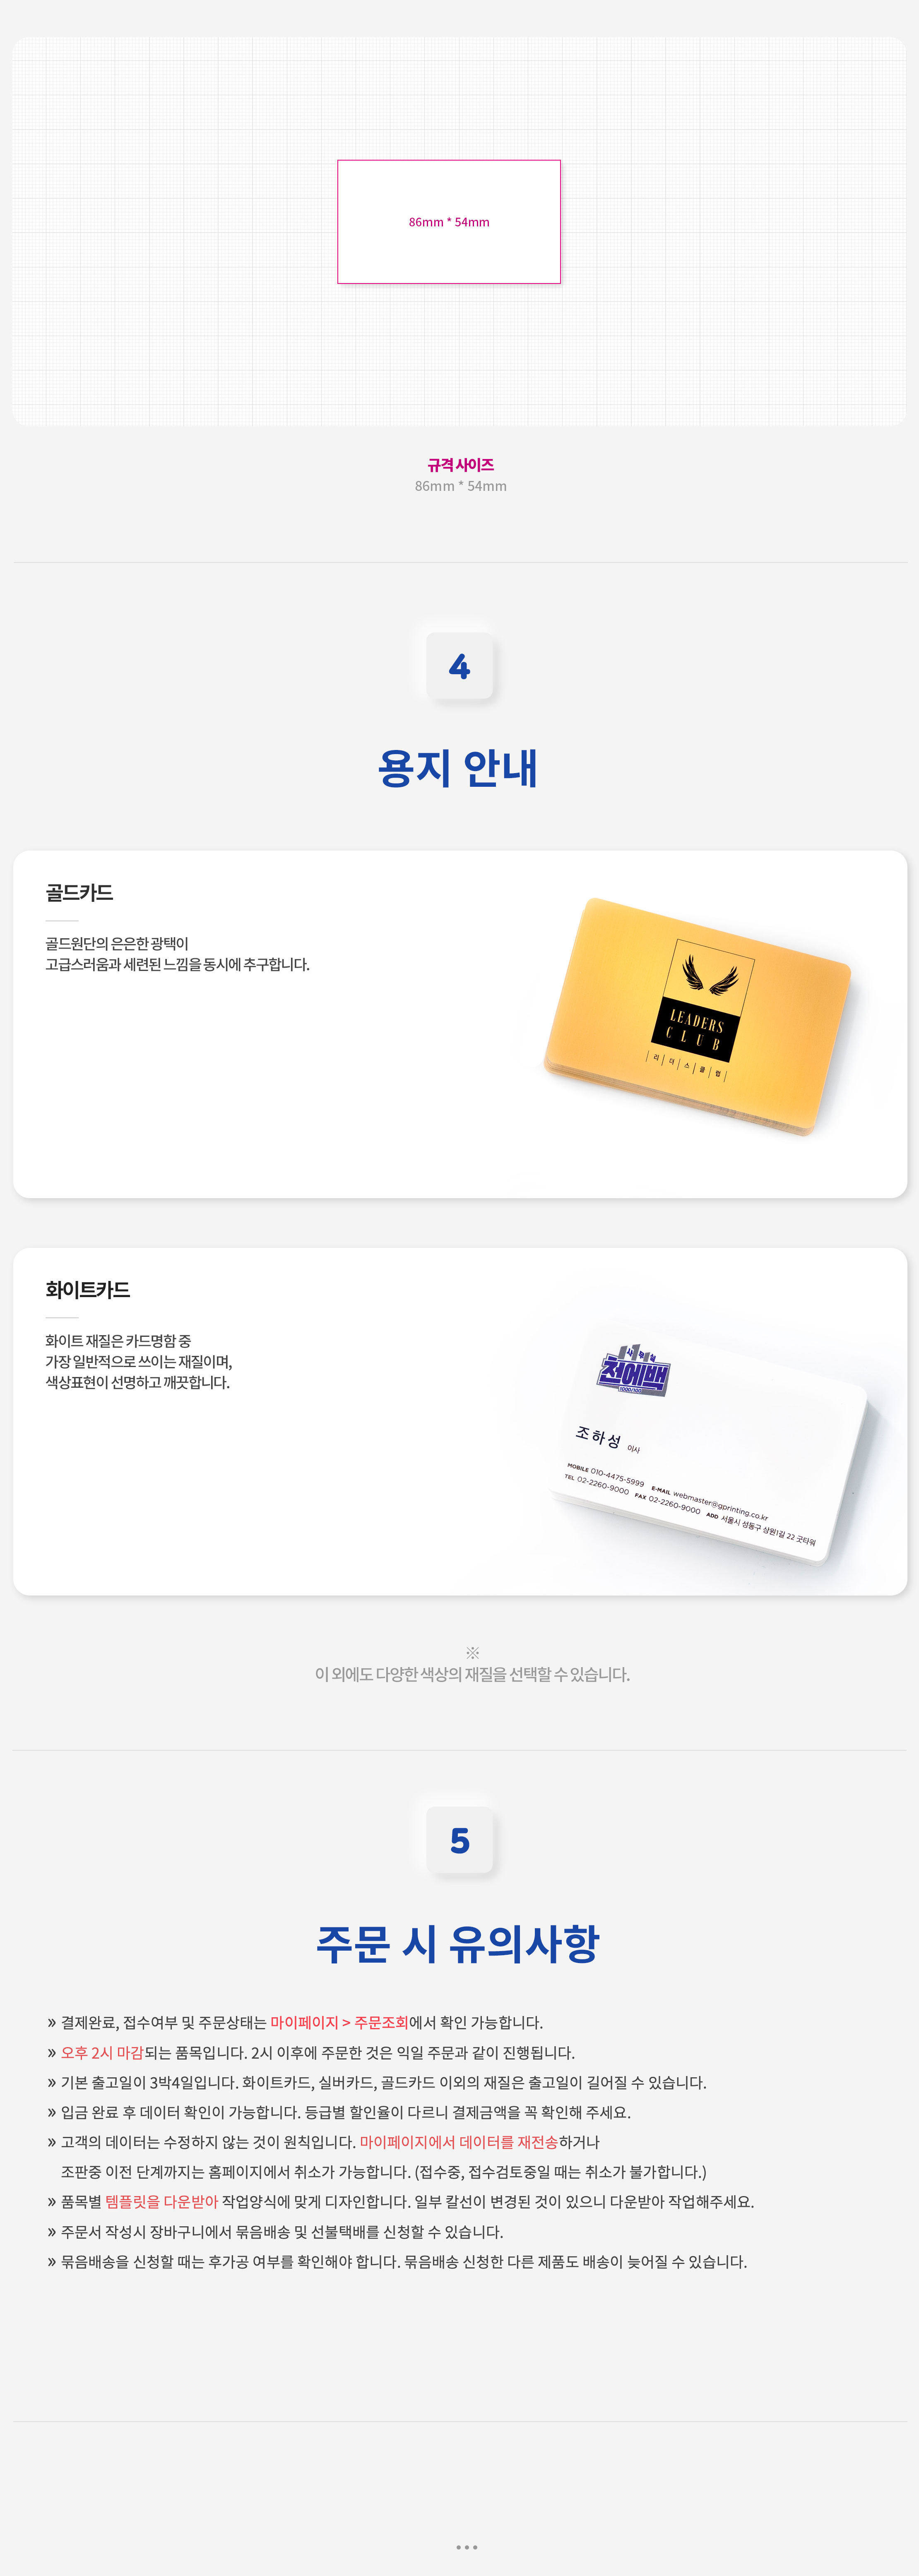 86mm * 54mm
규격 사이즈
86mm * 54mm
4
용지 안내
골드카드
골드원단의 은은한 광택이
고급스러움과 세련된 느낌을 동시에 추구합니다.
LEADERS
CLUB
리더스클럽
화이트카드
화이트 재질은 카드명함 중
가장 일반적으로 쓰이는 재질이며,
색상표현이 선명하고 깨끗합니다.
사무실
천에백
1000/100
조하성 이사
MOBILE 010-4475-5999 E-MAIL webmaster@gprinting.co.kr
TEL 02-2260-9000 FAX 02-2260-9000 ADD 서울시 성동구 상원1길 22 굿타워
※
이 외에도 다양한 색상의 재질을 선택할 수 있습니다.
5
주문 시 유의사항
» 결제완료, 접수여부 및 주문상태는 마이페이지 > 주문조회에서 확인 가능합니다.
» 오후 2시 마감되는 품목입니다. 2시 이후에 주문한 것은 익일 주문과 같이 진행됩니다.
» 기본 출고일이 3박4일입니다. 화이트카드, 실버카드, 골드카드 이외의 재질은 출고일이 길어질 수 있습니다.
» 입금 완료 후 데이터 확인이 가능합니다. 등급별 할인율이 다르니 결제금액을 꼭 확인해 주세요.
» 고객의 데이터는 수정하지 않는 것이 원칙입니다. 마이페이지에서 데이터를 재전송하거나
조판중 이전 단계까지는 홈페이지에서 취소가 가능합니다. (접수중, 접수검토중일 때는 취소가 불가합니다.)
» 품목별 템플릿을 다운받아 작업양식에 맞게 디자인합니다. 일부 칼선이 변경된 것이 있으니 다운받아 작업해주세요.
» 주문서 작성시 장바구니에서 묶음배송 및 선불택배를 신청할 수 있습니다.
» 묶음배송을 신청할 때는 후가공 여부를 확인해야 합니다. 묶음배송 신청한 다른 제품도 배송이 늦어질 수 있습니다.